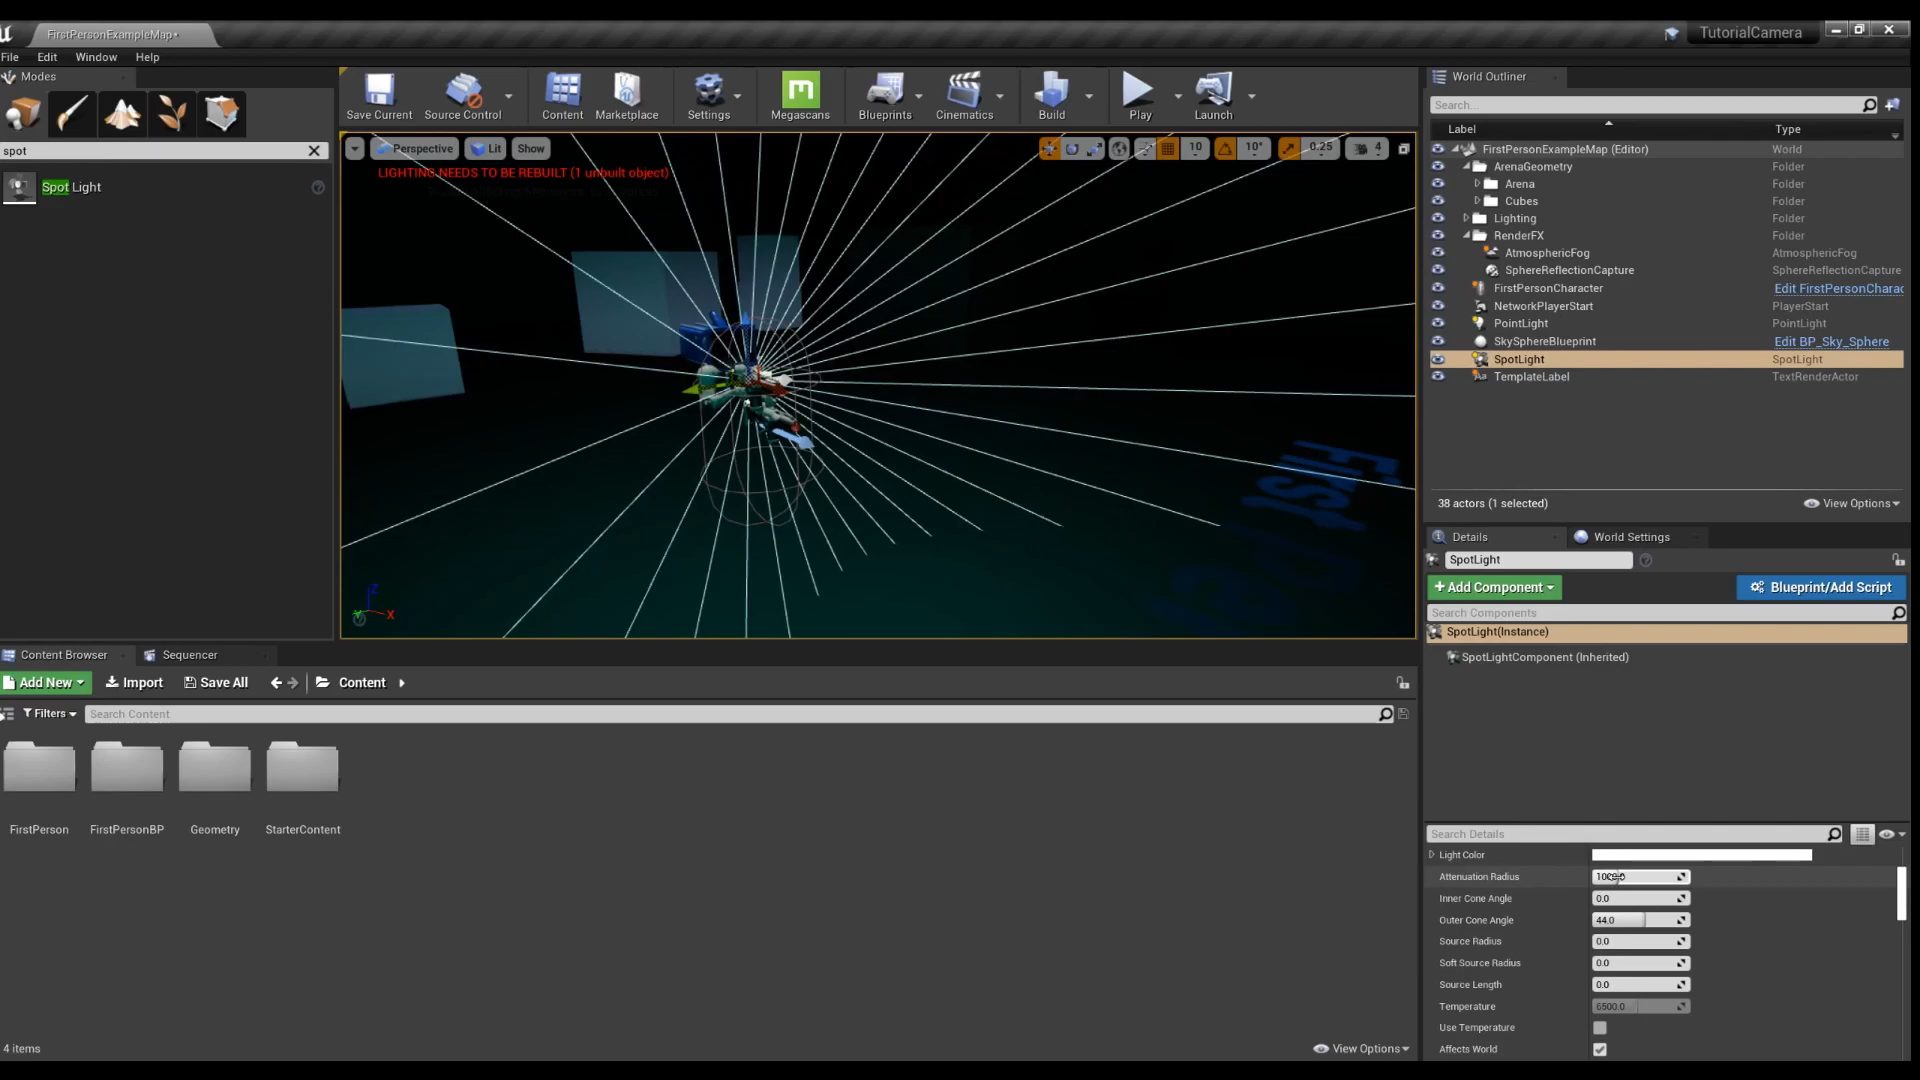 FirstPersonExampleMap*
TutorialCamera
File Edit Window Help
Modes
spot
Spot Light
Save Current
Source Control
Content
Marketplace
Settings
Megascans
Blueprints
Cinematics
Build
Play
Launch
Perspective
Lit
Show
10
10°
0.25
4
LIGHTING NEEDS TO BE REBUILT (1 unbuilt object)
First
Z
X
World Outliner
Search...
Label Type
FirstPersonExampleMap (Editor) World
ArenaGeometry Folder
Arena Folder
Cubes Folder
Lighting Folder
RenderFX Folder
AtmosphericFog AtmosphericFog
SphereReflectionCapture SphereReflectionCapture
FirstPersonCharacter Edit FirstPersonCharac
NetworkPlayerStart PlayerStart
PointLight PointLight
SkySphereBlueprint Edit BP_Sky_Sphere
SpotLight SpotLight
TemplateLabel TextRenderActor
38 actors (1 selected)
View Options
Details
World Settings
SpotLight
+Add Component
Blueprint/Add Script
Search Components
SpotLight(Instance)
SpotLightComponent (Inherited)
Search Details
Light Color
Attenuation Radius
Inner Cone Angle 0.0
Outer Cone Angle 44.0
Source Radius 0.0
Soft Source Radius 0.0
Source Length 0.0
Temperature 6500.0
Use Temperature
Affects World
Content Browser
Sequencer
Add New
Import
Save All
Content
Filters
Search Content
FirstPerson
FirstPersonBP
Geometry
StarterContent
4 items
View Options